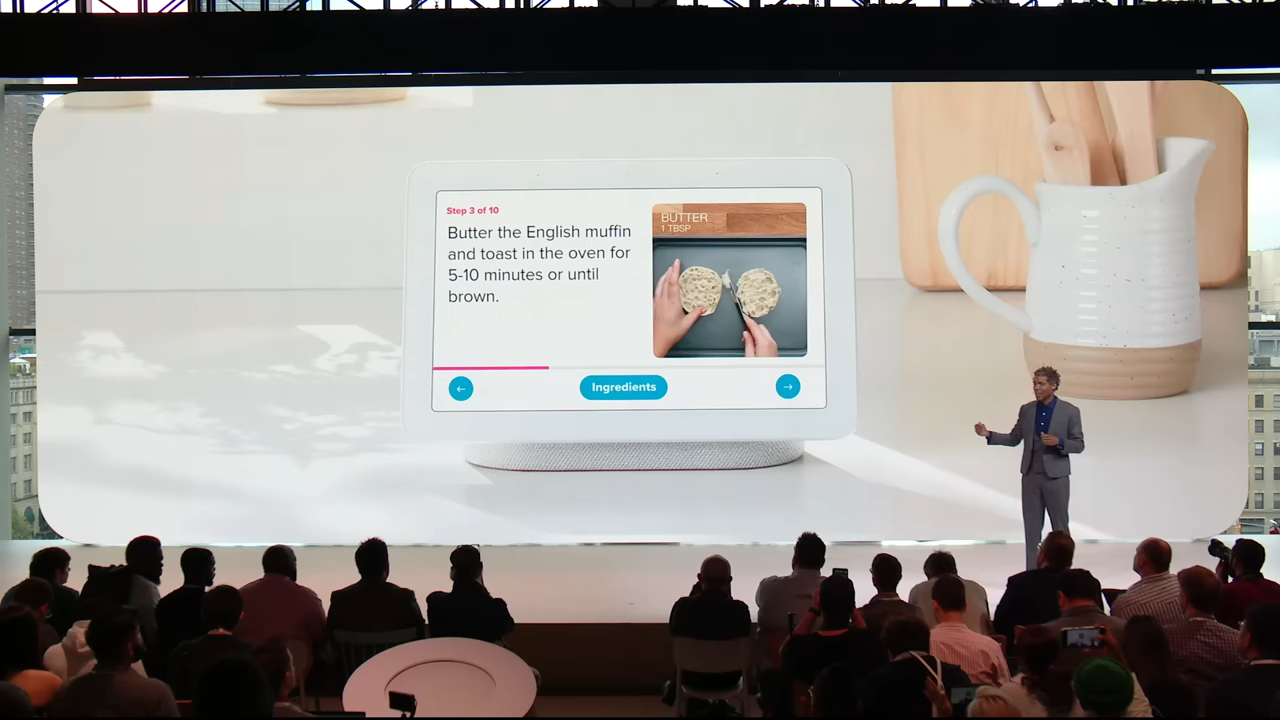 Step 3 of 10
Butter the English muffin
and toast in the oven for
5-10 minutes or until
brown.
BUTTER
1 TBSP
Ingredients